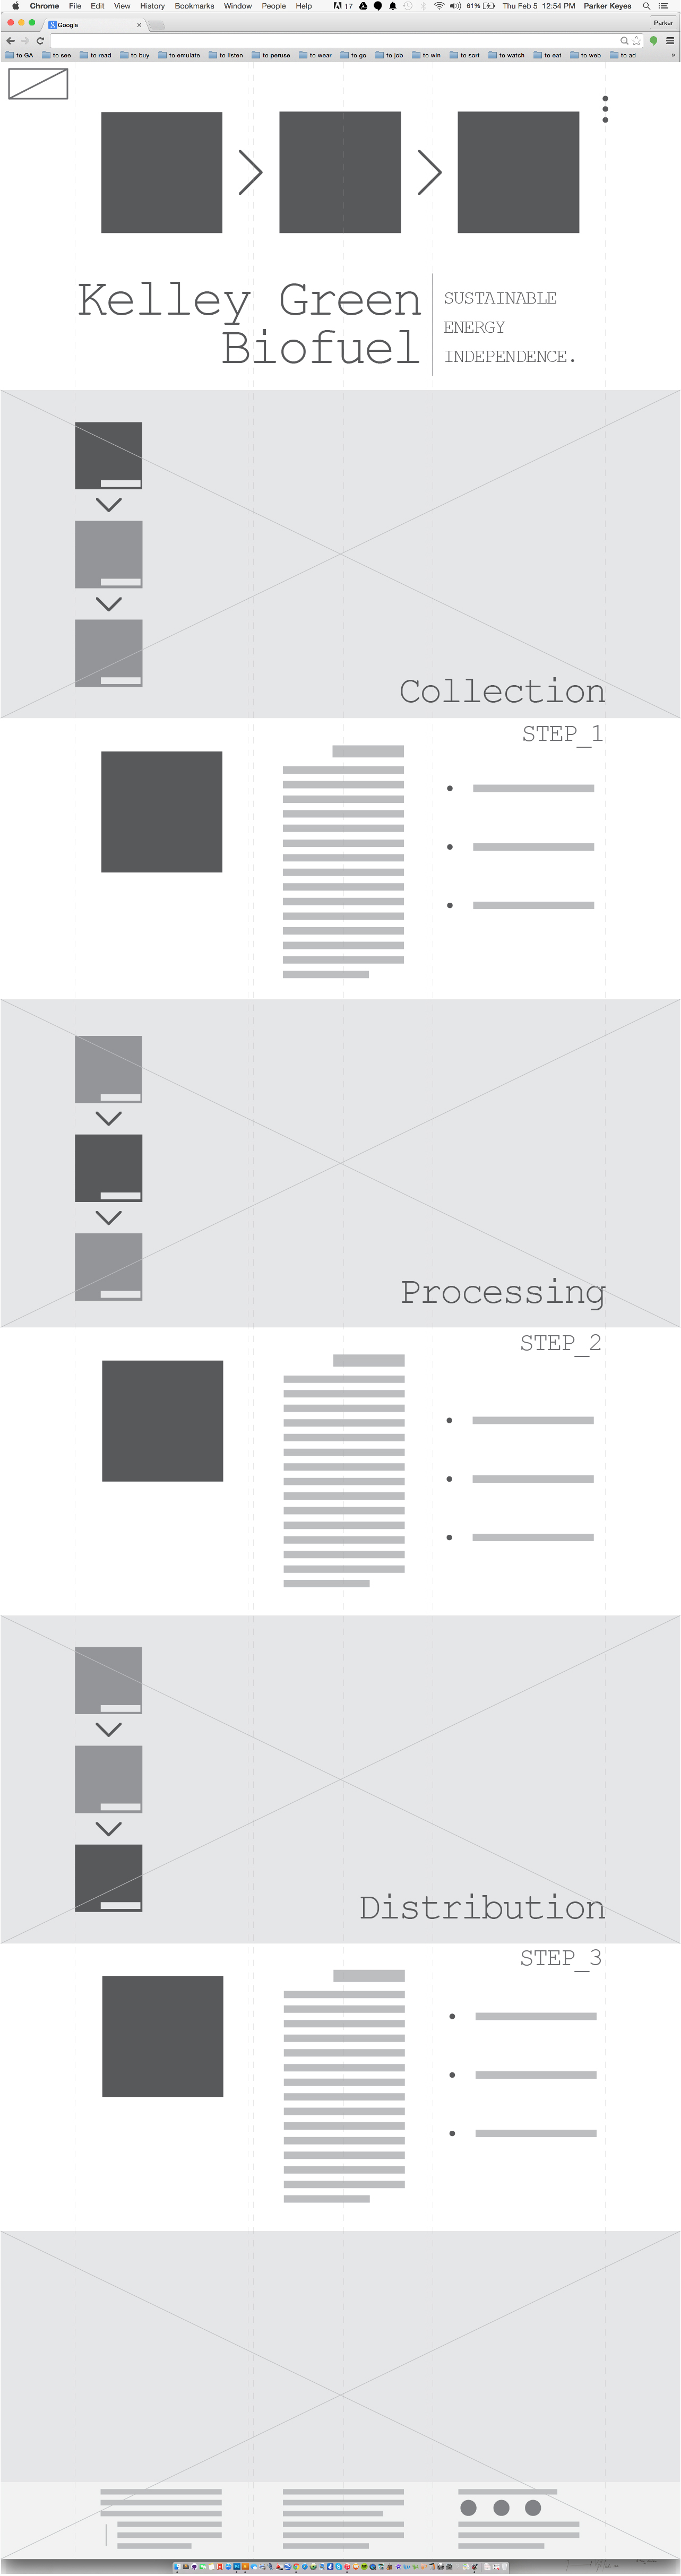 Chrome File Edit View History Bookmarks Window People Help 17 61% Thu Feb 5 12:54 PM Parker Keyes
Google Parker
to GA to see to read to buy to emulate to listen to peruse to wear to go to job to win to sort to watch to eat to web to ad »
Kelley Green
Biofuel
SUSTAINABLE
ENERGY
INDEPENDENCE.
Collection
STEP_1
Processing
STEP_2
Distribution
STEP_3